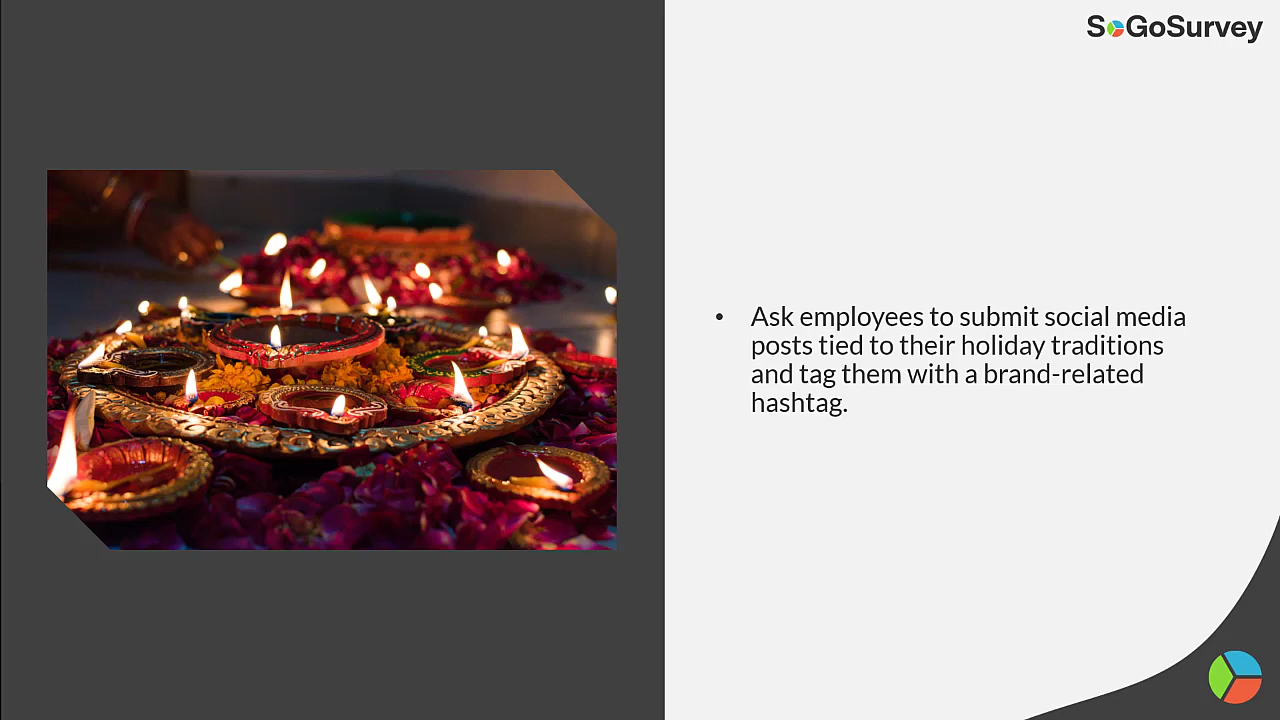 SoGoSurvey
• Ask employees to submit social media
posts tied to their holiday traditions
and tag them with a brand-related
hashtag.